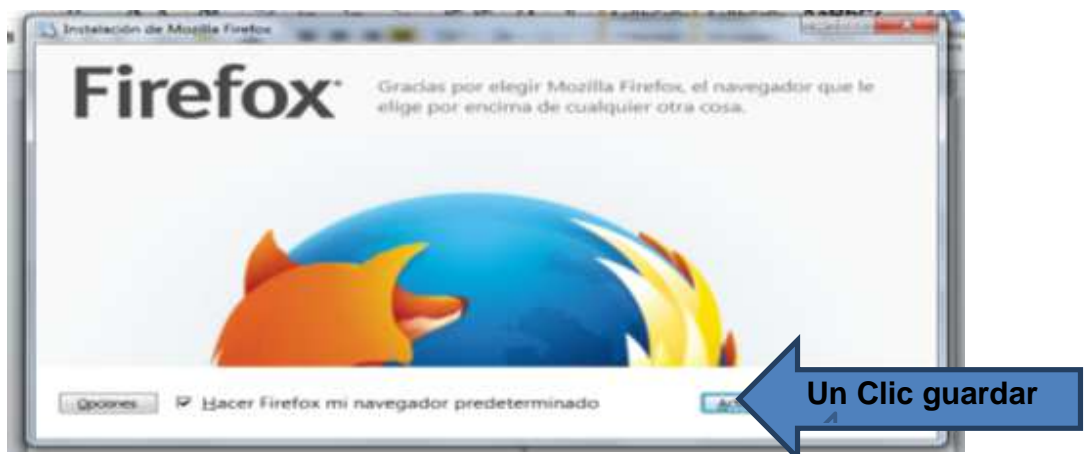 Instalación de Mozilla Firefox
Firefox
Gracias por elegir Mozilla Firefox, el navegador que le
elige por encima de cualquier otra cosa.
Opciones
Hacer Firefox mi navegador predeterminado
Un Clic guardar